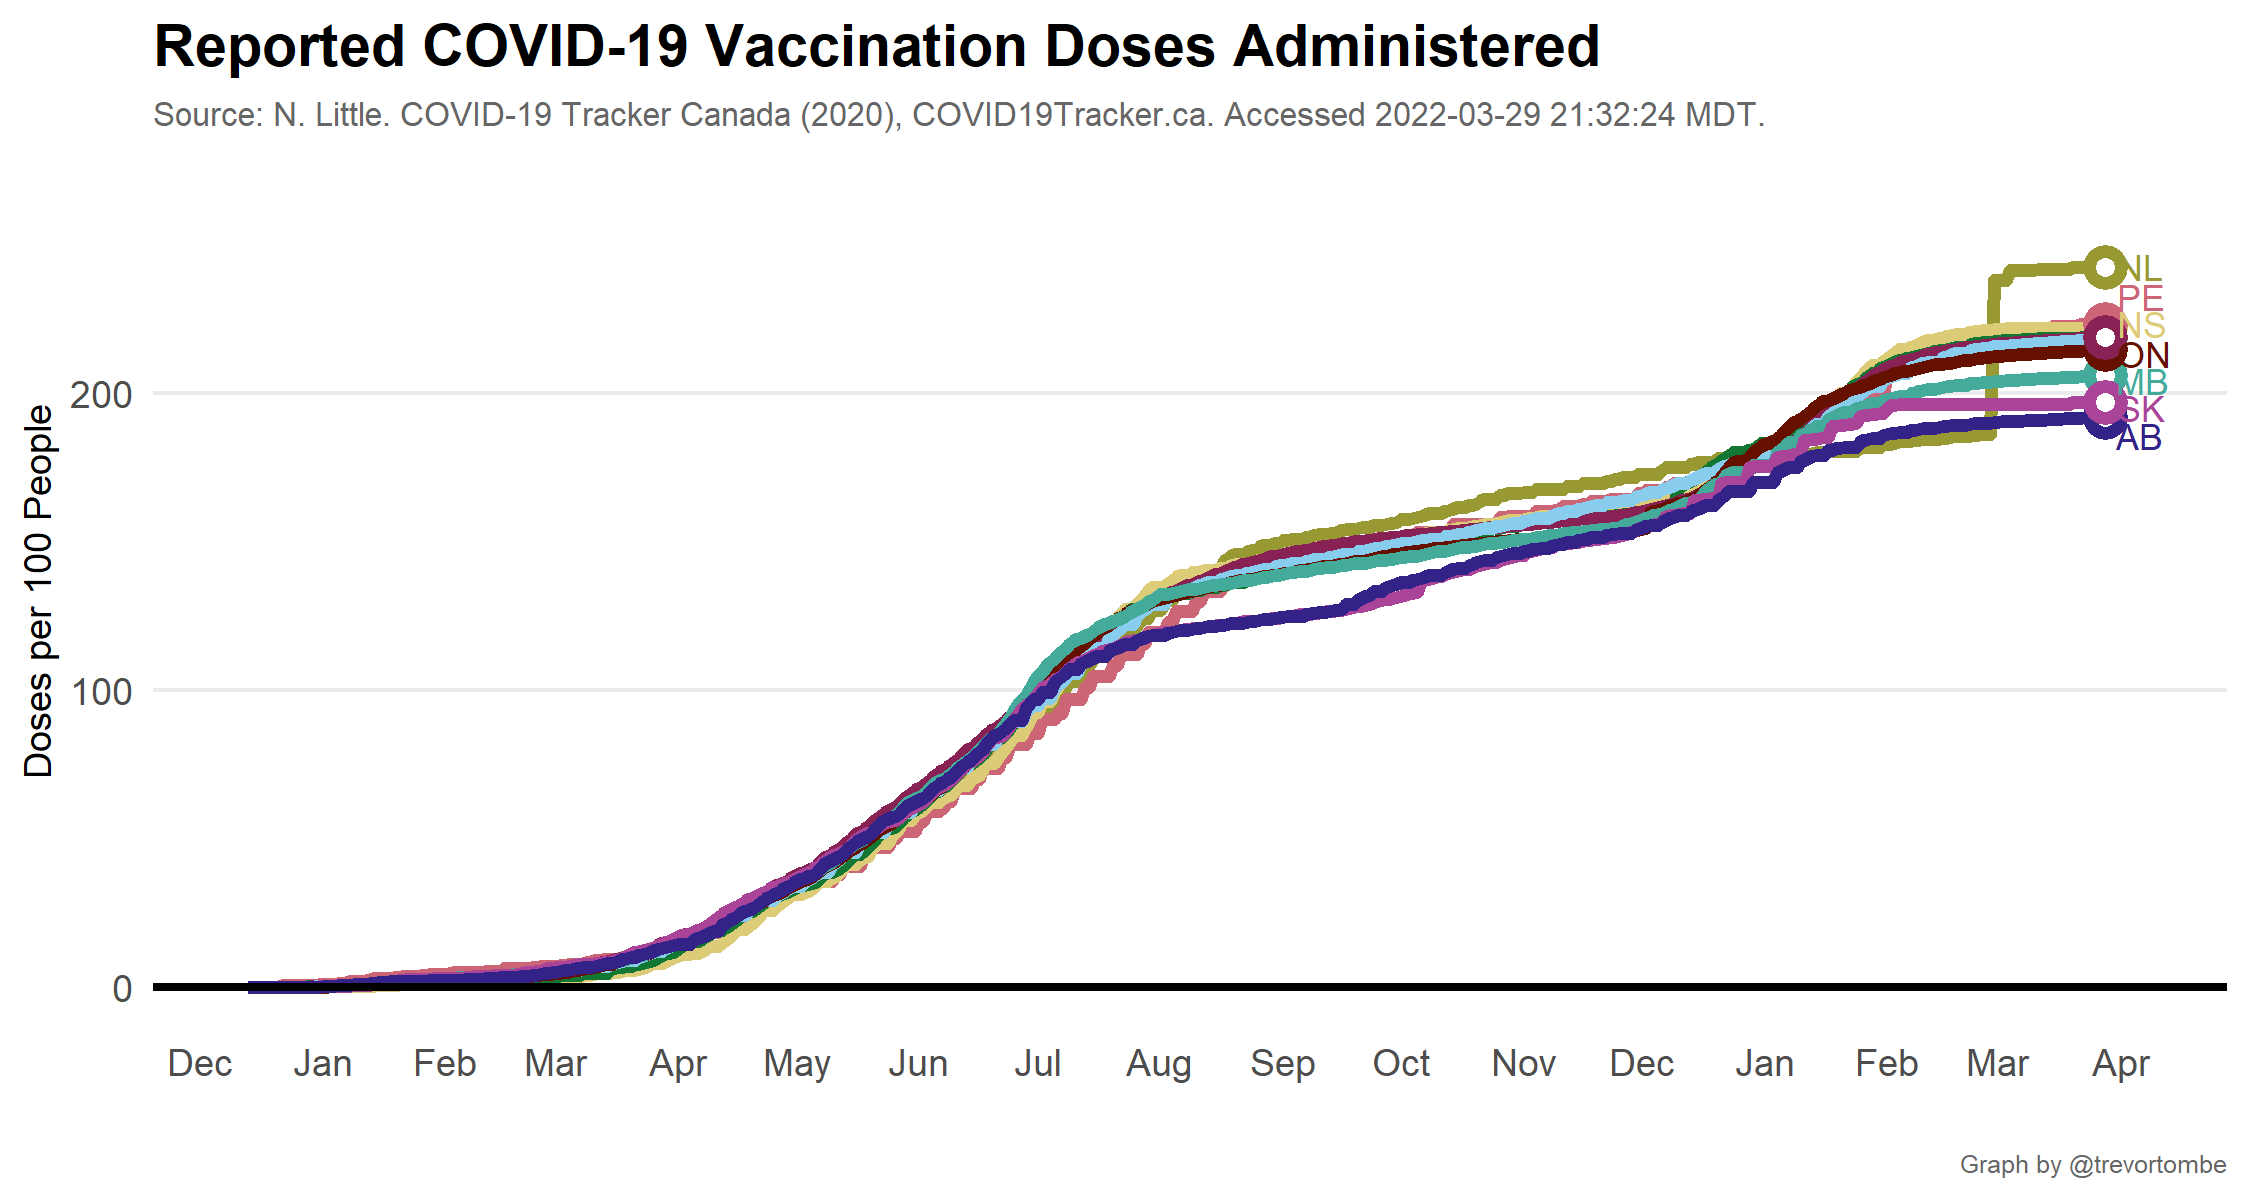 Reported COVID-19 Vaccination Doses Administered
Source: N. Little. COVID-19 Tracker Canada (2020), COVID19Tracker.ca. Accessed 2022-03-29 21:32:24 MDT.
Doses per 100 People
200
100
0
NL
PE
NS
ON
MB
SK
AB
Dec Jan Feb Mar Apr May Jun Jul Aug Sep Oct Nov Dec Jan Feb Mar Apr
Graph by @trevortombe